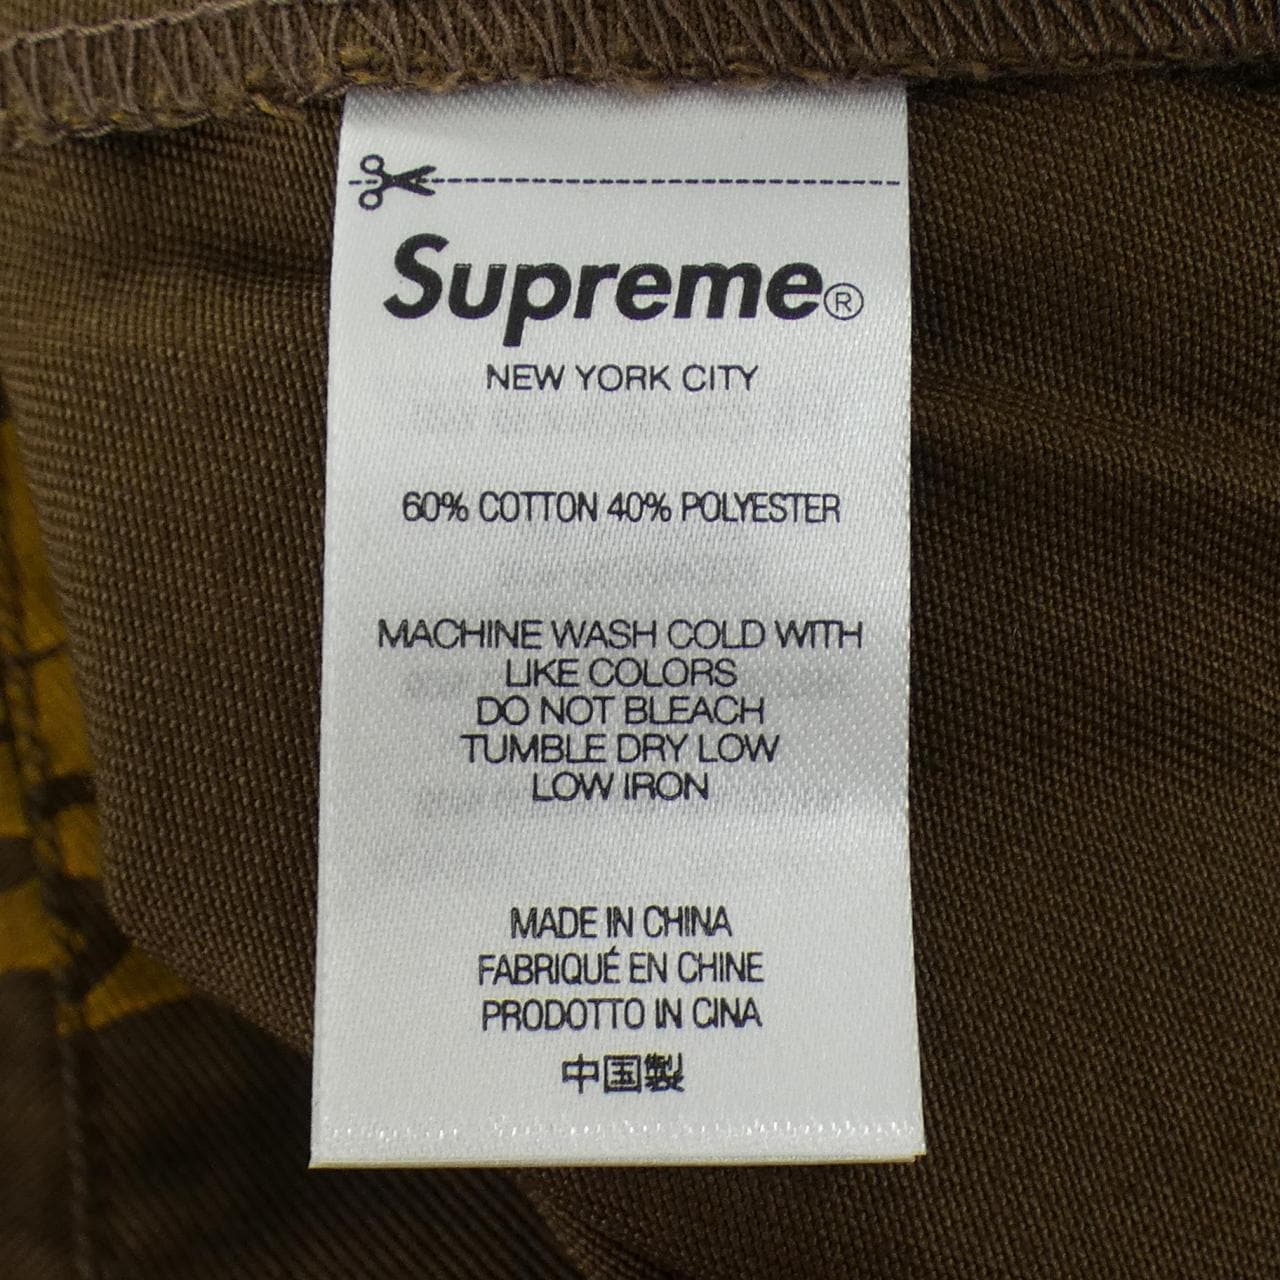 Supreme®
NEW YORK CITY
60% COTTON 40% POLYESTER
MACHINE WASH COLD WITH
LIKE COLORS
DO NOT BLEACH
TUMBLE DRY LOW
LOW IRON
MADE IN CHINA
FABRIQUÉ EN CHINE
PRODOTTO IN CINA
中国製